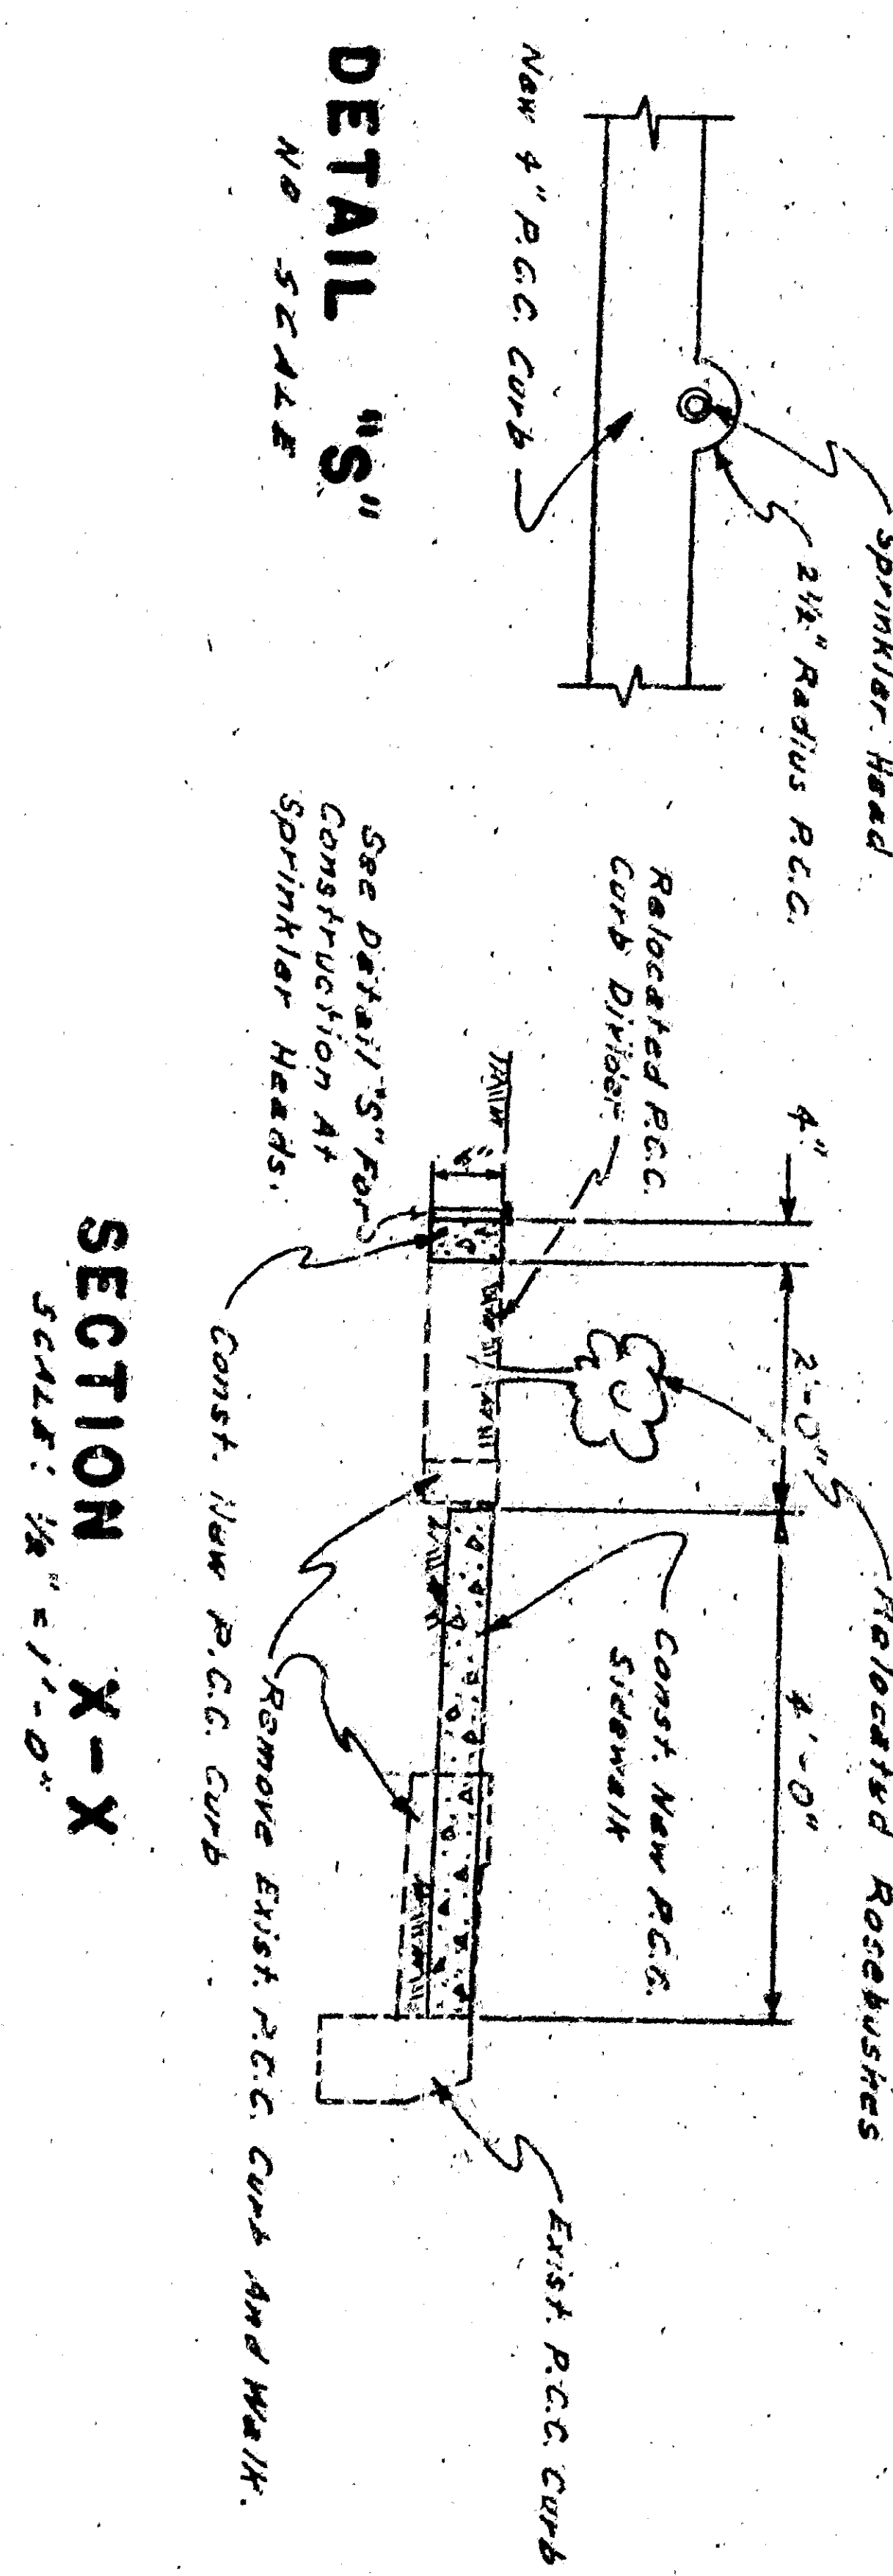 Sprinkler Head
2½" Radius P.C.C.
New 4" P.C.C. Curb
DETAIL "S"
NO SCALE
Relocated Rosebushes
4"
2'-0"
4'-0"
Relocated P.C.C.
Curb Divider
Const. New P.C.C.
Sidewalk
Exist. P.C.C. Curb
See Detail "S" For
Construction At
Sprinkler Heads.
Remove Exist. P.C.C. Curb And Walk.
Const. New P.C.C. Curb
SECTION X-X
SCALE: ½" = 1'-0"